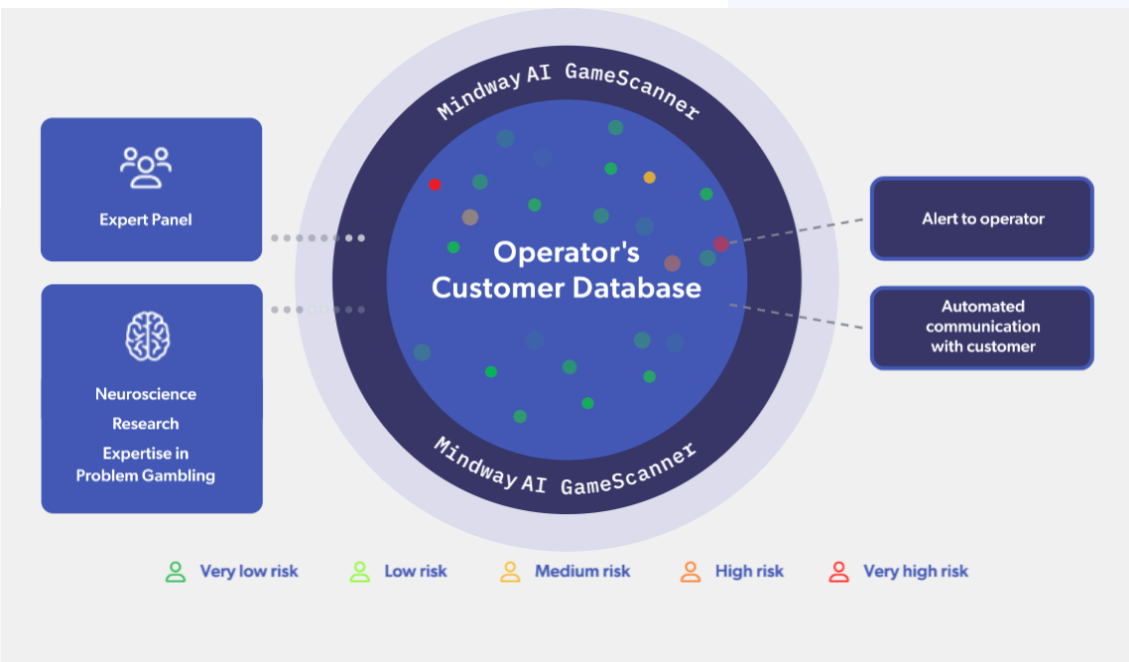 Mindway AI GameScanner
Expert Panel
Neuroscience
Research
Expertise in
Problem Gambling
Operator's
Customer Database
Alert to operator
Automated
communication
with customer
Mindway AI GameScanner
Very low risk
Low risk
Medium risk
High risk
Very high risk